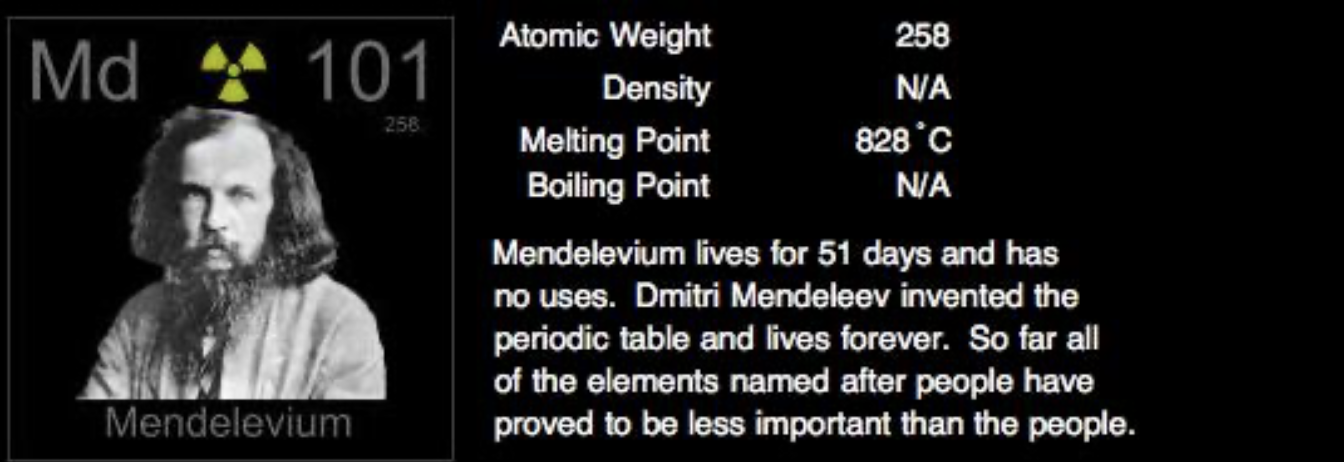 Md 101
258
Mendelevium
Atomic Weight 258
Density N/A
Melting Point 828 °C
Boiling Point N/A
Mendelevium lives for 51 days and has
no uses. Dmitri Mendeleev invented the
periodic table and lives forever. So far all
of the elements named after people have
proved to be less important than the people.